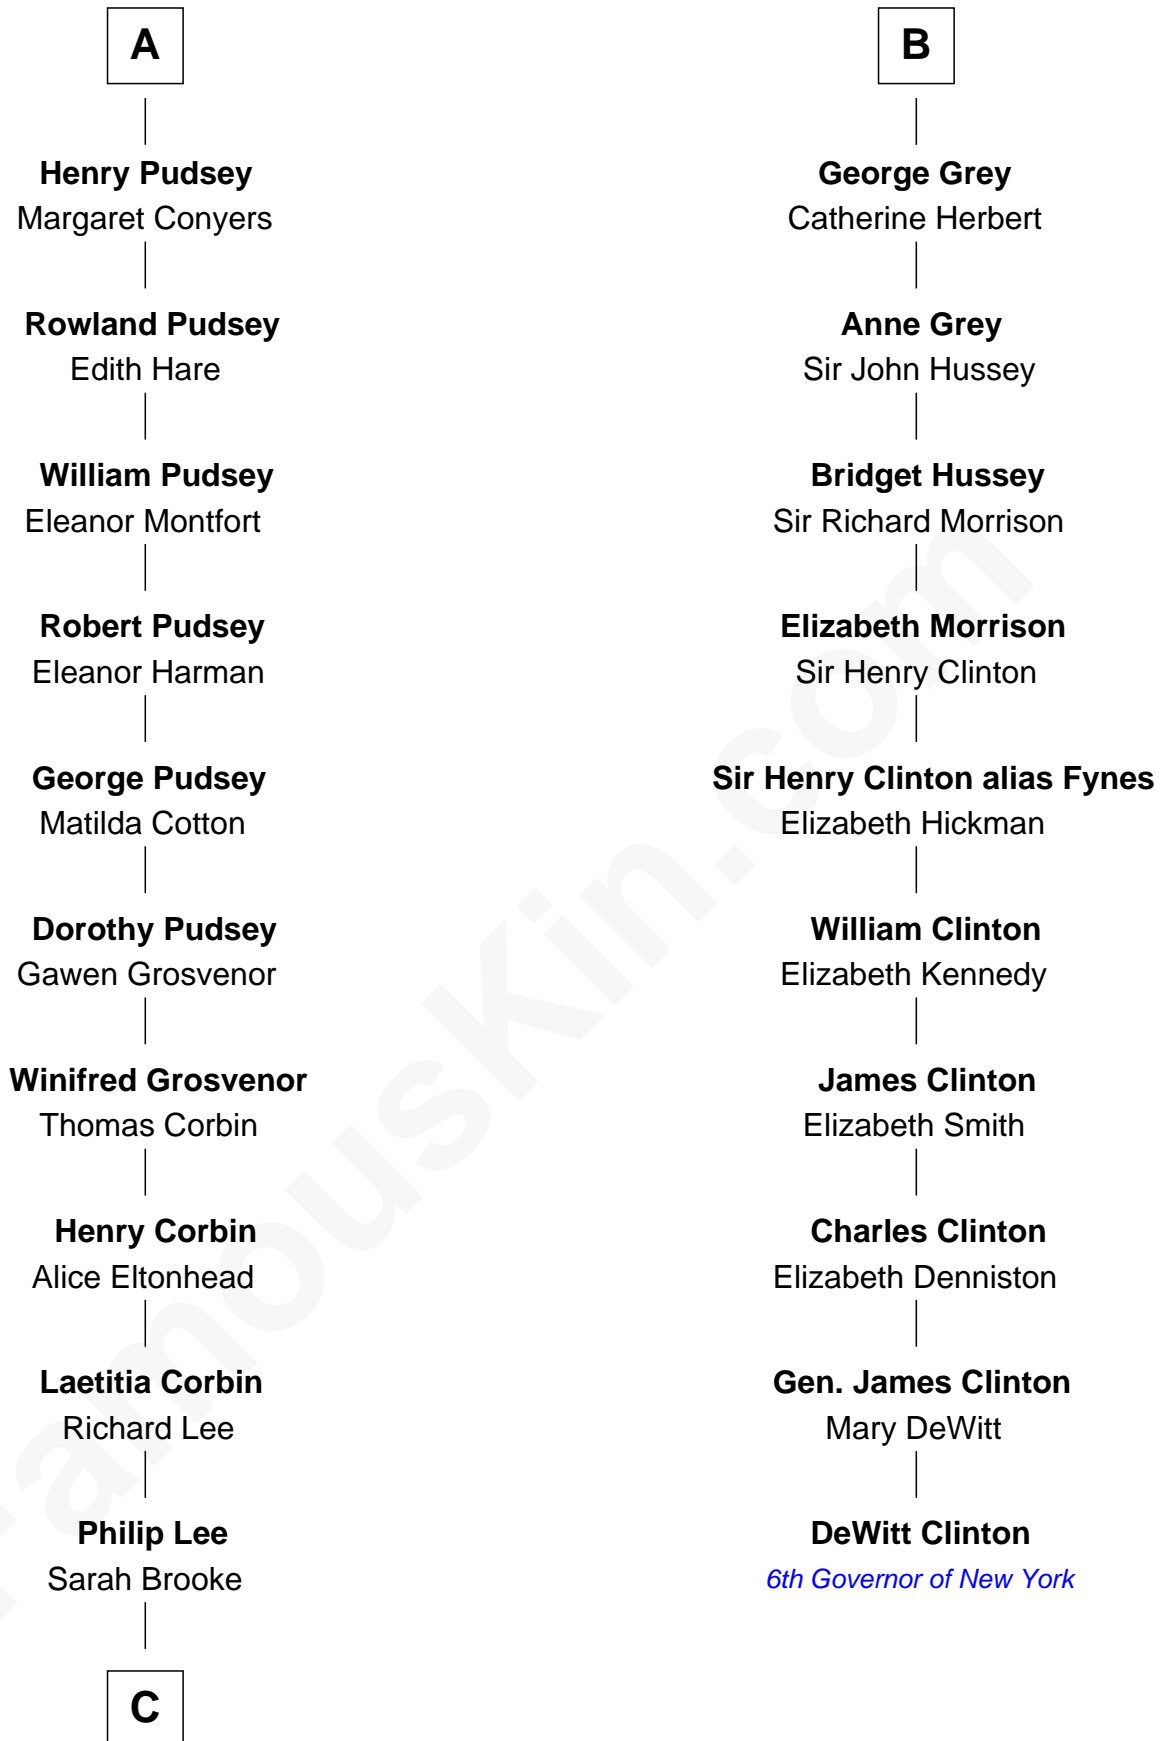 A
Henry Pudsey
Margaret Conyers
Rowland Pudsey
Edith Hare
William Pudsey
Eleanor Montfort
Robert Pudsey
Eleanor Harman
George Pudsey
Matilda Cotton
Dorothy Pudsey
Gawen Grosvenor
Winifred Grosvenor
Thomas Corbin
Henry Corbin
Alice Eltonhead
Laetitia Corbin
Richard Lee
Philip Lee
Sarah Brooke
C
B
George Grey
Catherine Herbert
Anne Grey
Sir John Hussey
Bridget Hussey
Sir Richard Morrison
Elizabeth Morrison
Sir Henry Clinton
Sir Henry Clinton alias Fynes
Elizabeth Hickman
William Clinton
Elizabeth Kennedy
James Clinton
Elizabeth Smith
Charles Clinton
Elizabeth Denniston
Gen. James Clinton
Mary DeWitt
DeWitt Clinton
6th Governor of New York
FamousKin.com